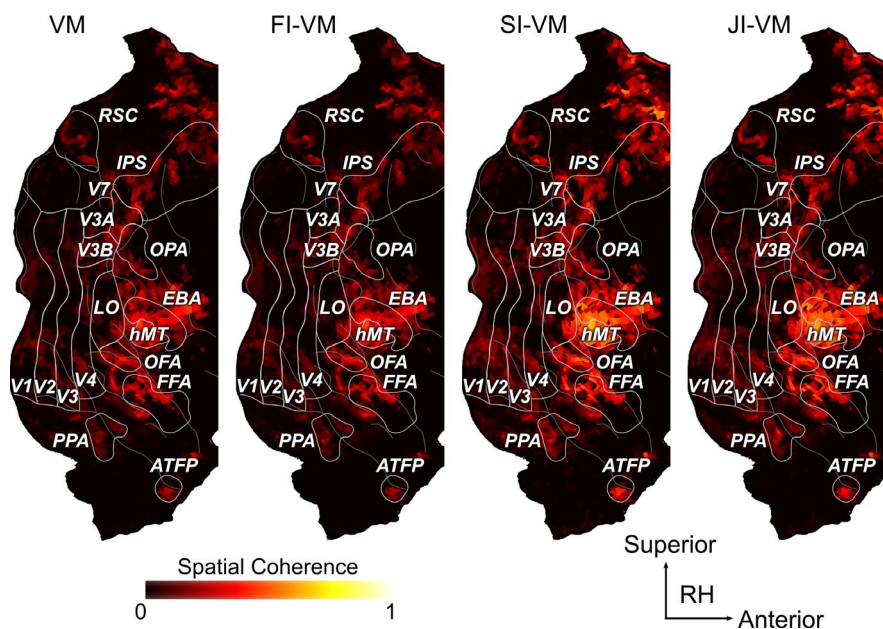 VM FI-VM SI-VM JI-VM
RSC RSC RSC RSC
IPS IPS IPS IPS
V7 V7 V7 V7
V3A V3A V3A V3A
V3B OPA V3B OPA V3B OPA V3B OPA
LO EBA LO EBA LO EBA LO EBA
hMT hMT hMT hMT
OFA OFA OFA OFA
V1 V2 V3 V4 FFA V1 V2 V3 V4 FFA V1 V2 V3 V4 FFA V1 V2 V3 V4 FFA
PPA PPA PPA PPA
ATFP ATFP ATFP ATFP
Spatial Coherence
0 1
Superior
RH
Anterior